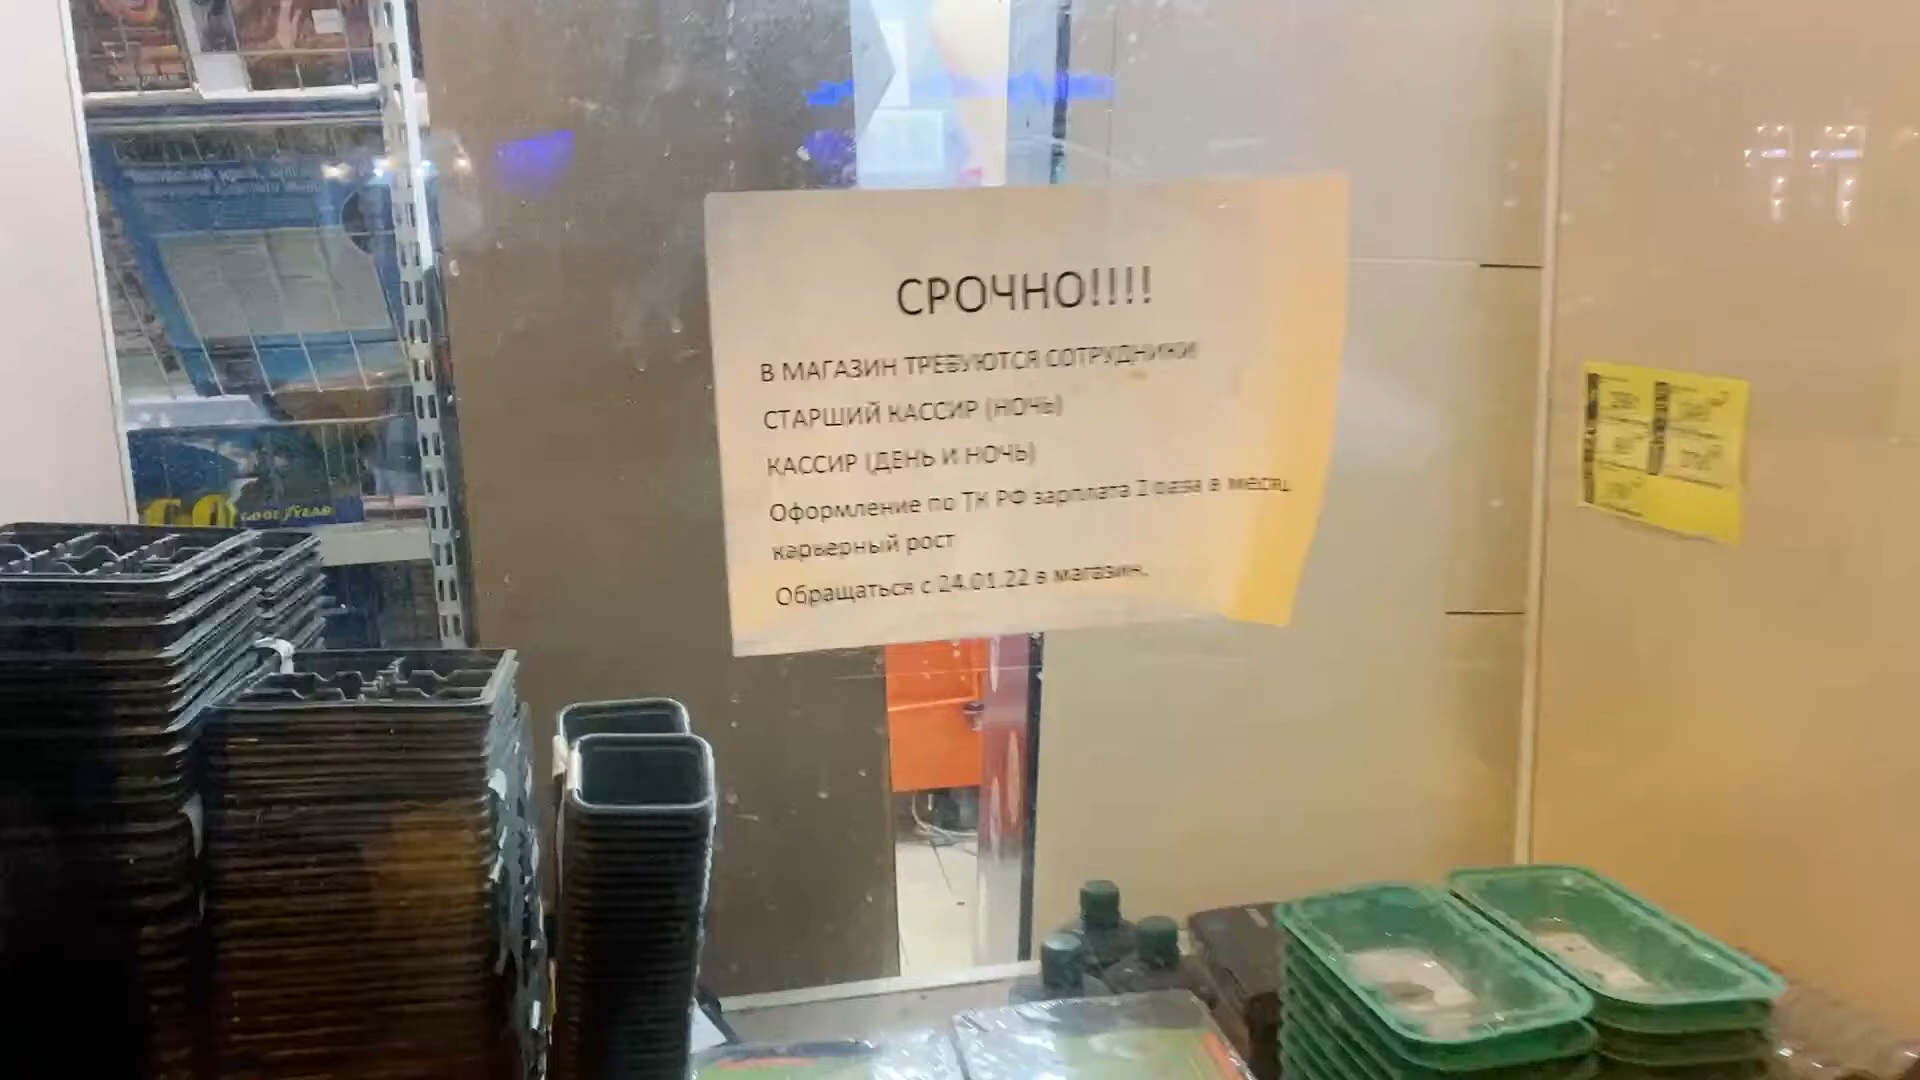 СРОЧНО!!!!
В МАГАЗИН ТРЕБУЮТСЯ СОТРУДНИКИ
СТАРШИЙ КАССИР (НОЧЬ)
КАССИР (ДЕНЬ И НОЧЬ)
Оформление по ТК РФ зарплата 2 раза в месяц
карьерный рост
Обращаться с 24.01.22 в магазин.
GOODYEAR